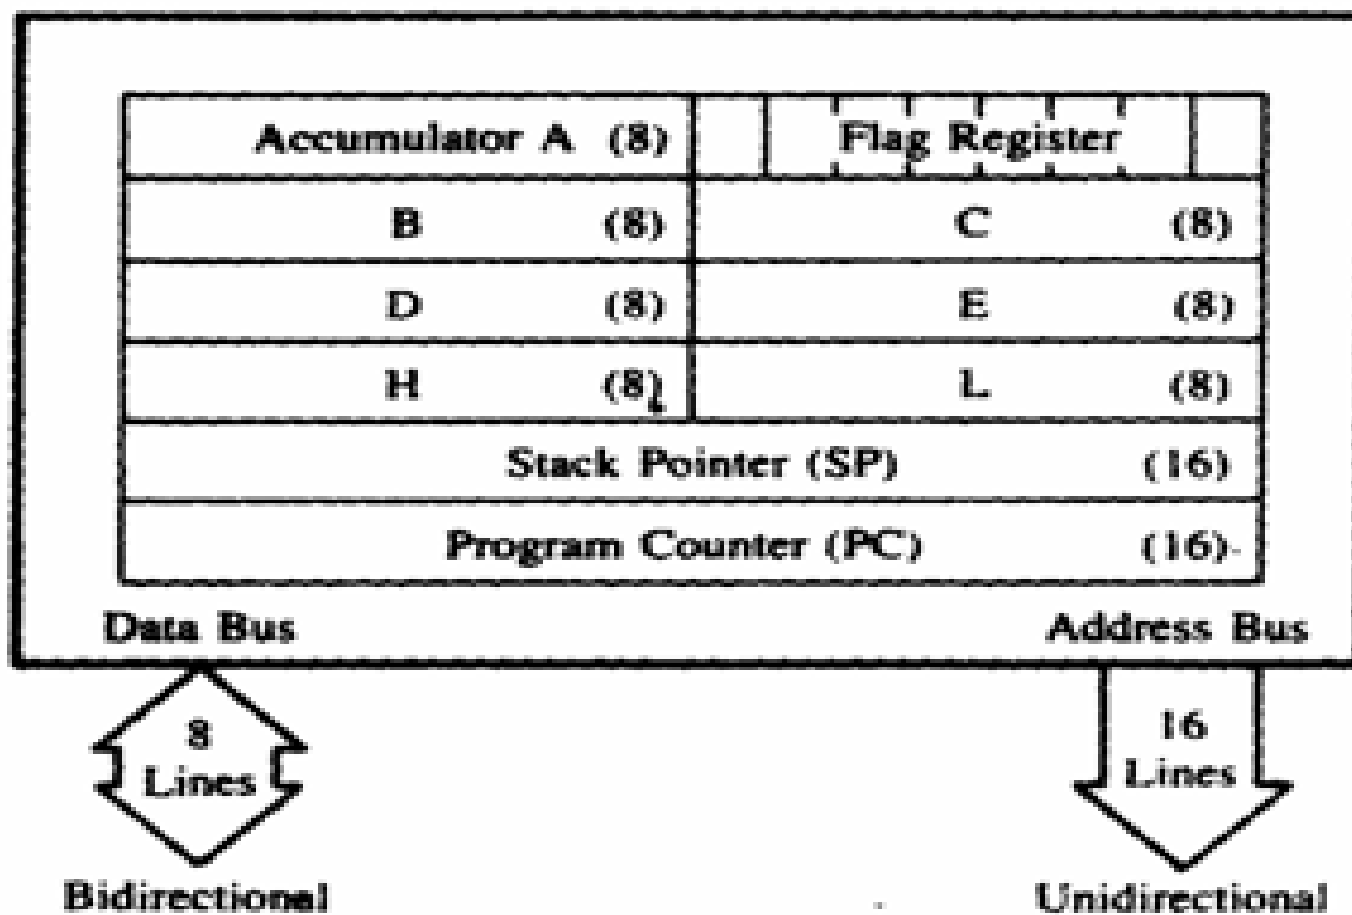 Accumulator A (8) Flag Register
B (8) C (8)
D (8) E (8)
H (8) L (8)
Stack Pointer (SP) (16)
Program Counter (PC) (16)
Data Bus Address Bus
8 Lines 16 Lines
Bidirectional Unidirectional